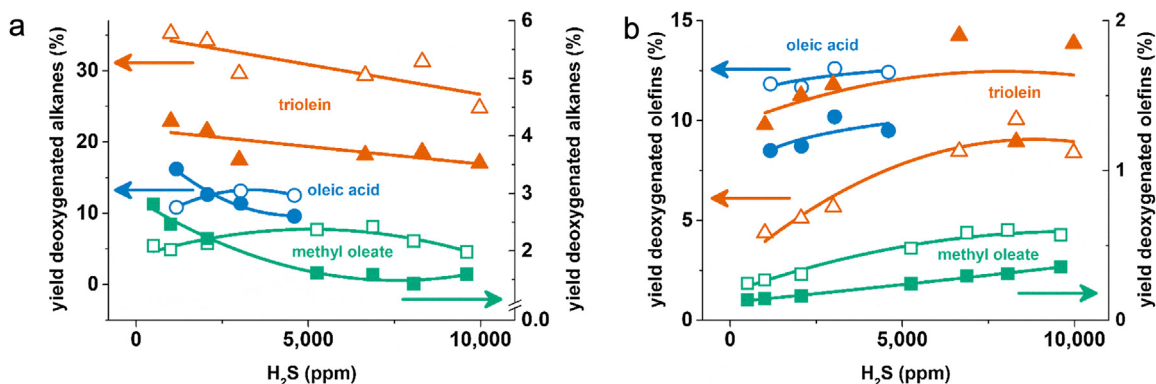 a
yield deoxygenated alkanes (%)
30
20
10
0
6
5
4
3
2
0.0
yield deoxygenated alkanes (%)
triolein
oleic acid
methyl oleate
0
5,000
10,000
H₂S (ppm)
b
yield deoxygenated olefins (%)
15
10
5
0
2
1
0
yield deoxygenated olefins (%)
oleic acid
triolein
methyl oleate
0
5,000
10,000
H₂S (ppm)